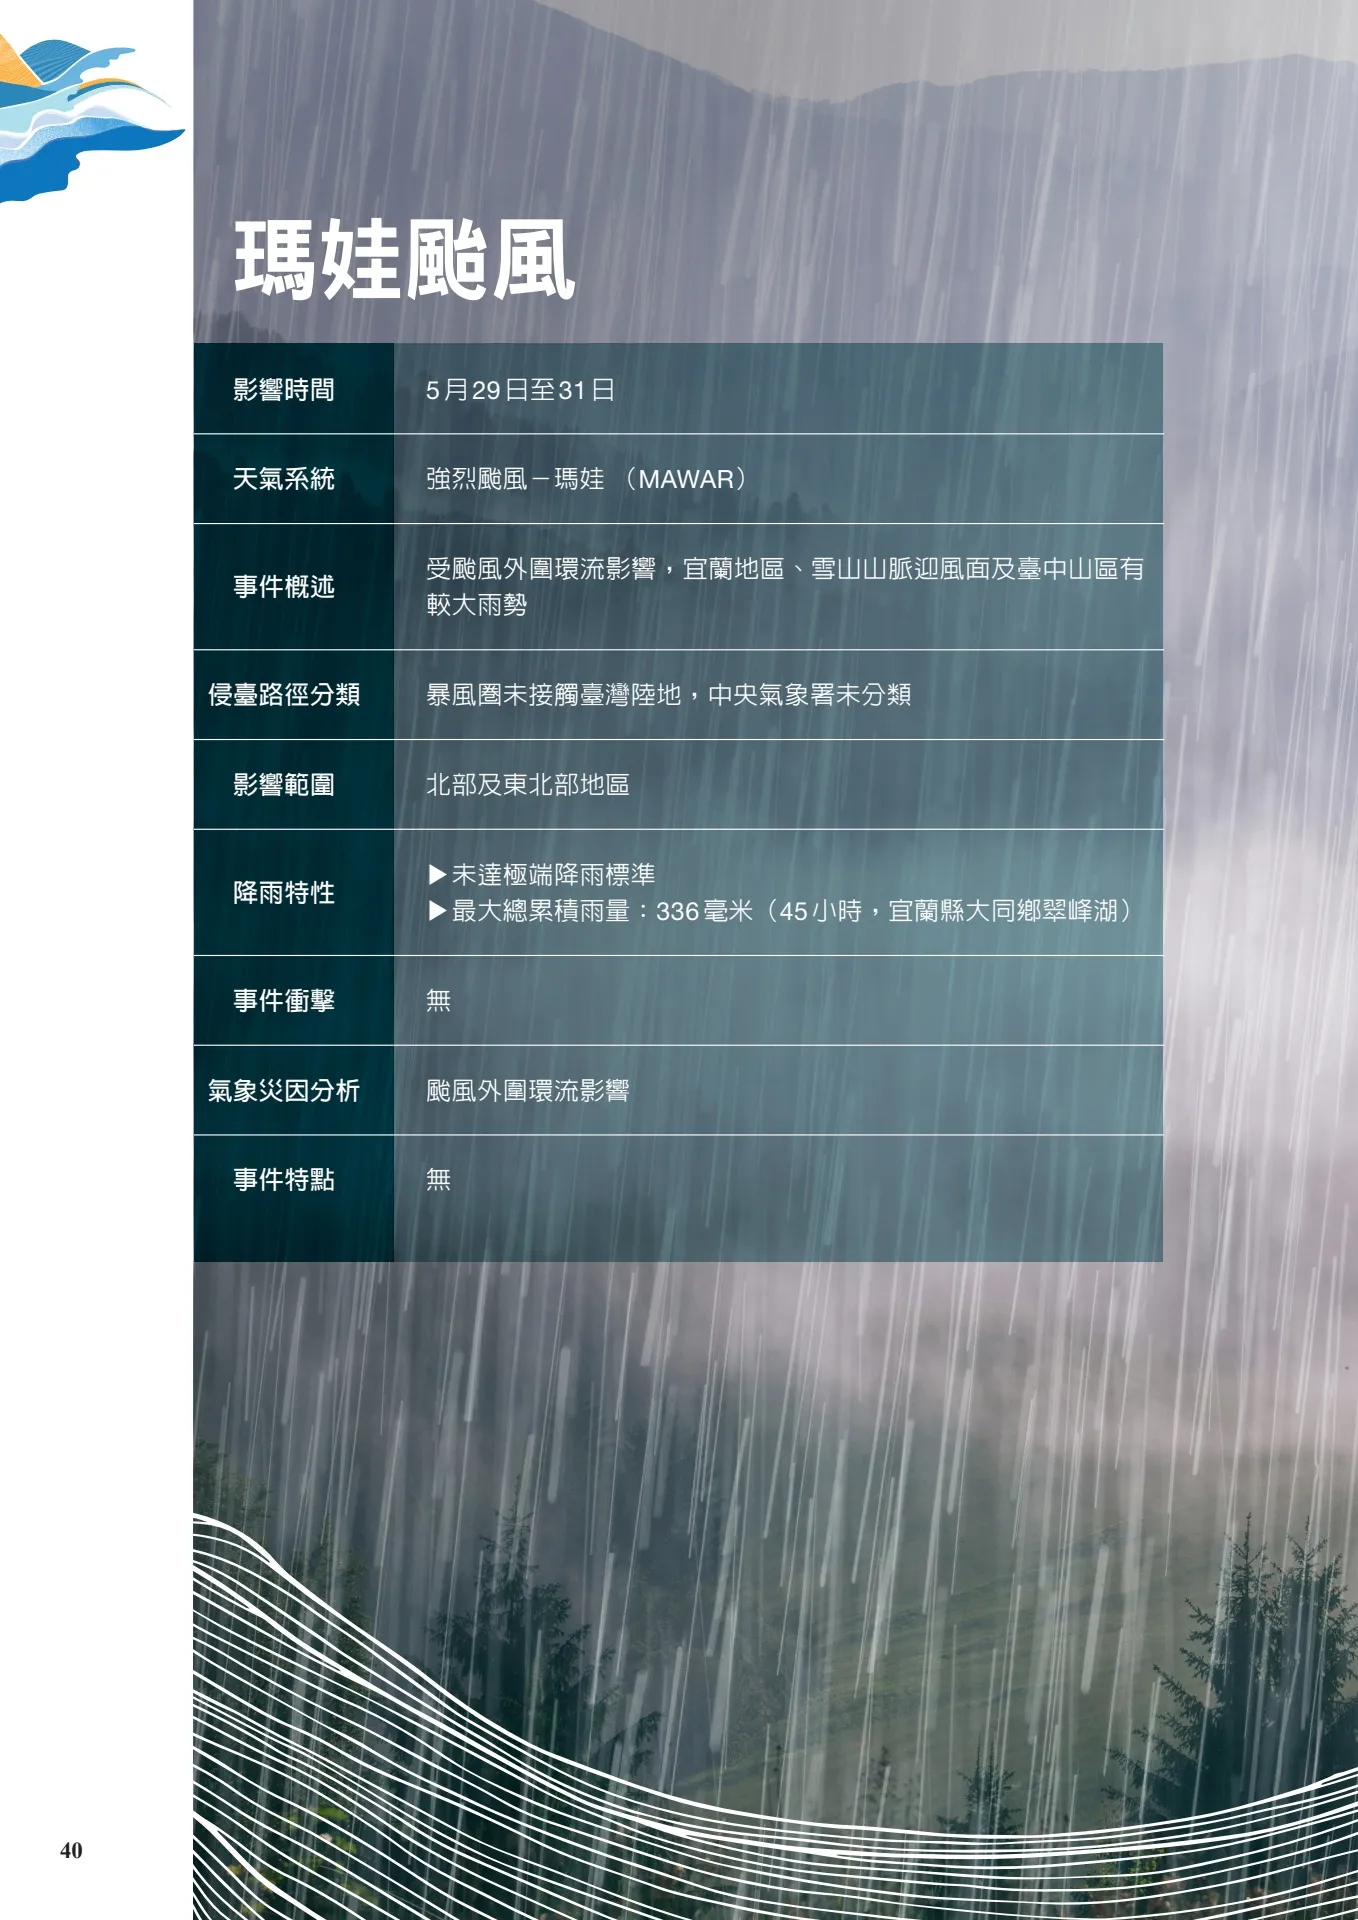 瑪娃颱風
影響時間 5月29日至31日
天氣系統 強烈颱風－瑪娃 （MAWAR）
事件概述 受颱風外圍環流影響，宜蘭地區、雪山山脈迎風面及臺中山區有
較大雨勢
侵臺路徑分類 暴風圈未接觸臺灣陸地，中央氣象署未分類
影響範圍 北部及東北部地區
降雨特性 ▶未達極端降雨標準
▶最大總累積雨量：336毫米（45小時，宜蘭縣大同鄉翠峰湖）
事件衝擊 無
氣象災因分析 颱風外圍環流影響
事件特點 無
40